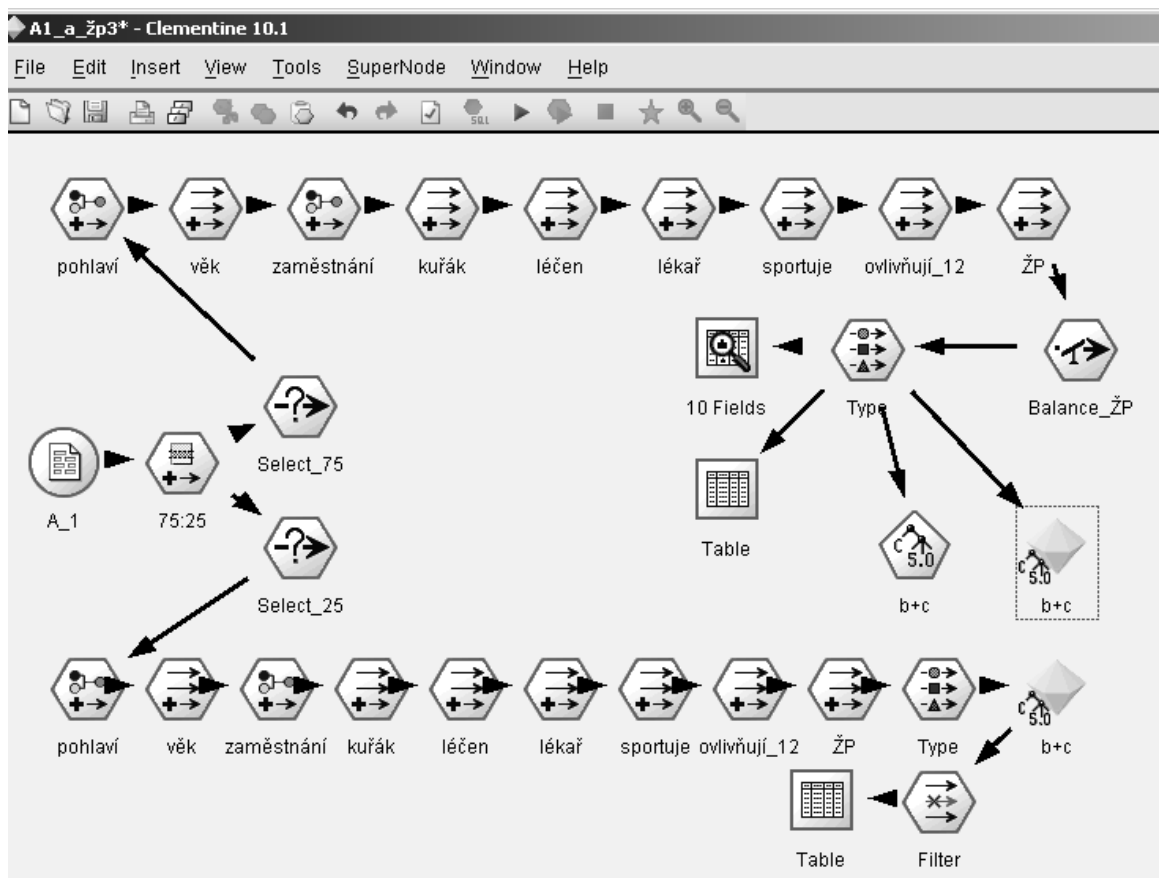 A1_a_žp3* - Clementine 10.1
File Edit Insert View Tools SuperNode Window Help
SQL
pohlaví věk zaměstnání kuřák léčen lékař sportuje ovlivňují_12 ŽP
10 Fields Type Balance_ŽP
Select_75
A_1 75:25
Table
C 5.0
C 5.0
Select_25 b+c b+c
C 5.0
pohlaví věk zaměstnání kuřák léčen lékař sportuje ovlivňují_12 ŽP Type b+c
Table Filter